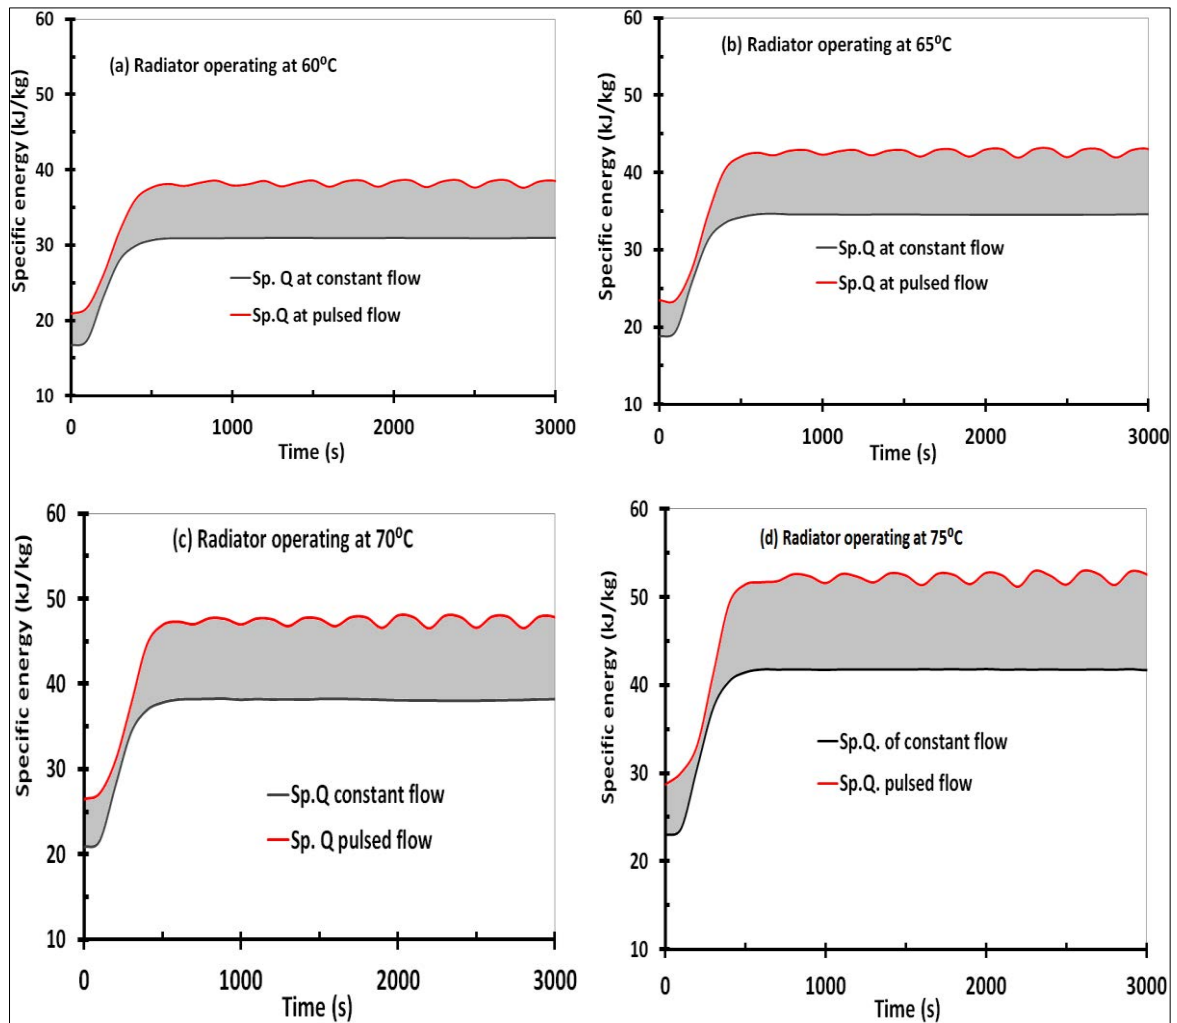 60
50
40
30
20
10
Specific energy (kJ/kg)
(a) Radiator operating at 60⁰C
Sp. Q at constant flow
Sp.Q at pulsed flow
0 1000 2000 3000
Time (s)
60
50
40
30
20
10
Specific energy (kJ/kg)
(b) Radiator operating at 65⁰C
Sp.Q at constant flow
Sp.Q at pulsed flow
0 1000 2000 3000
Time (s)
60
50
40
30
20
10
Specific energy (kJ/kg)
(c) Radiator operating at 70⁰C
Sp.Q constant flow
Sp. Q pulsed flow
0 1000 2000 3000
Time (s)
60
50
40
30
20
10
Specific energy (kJ/kg)
(d) Radiator operating at 75⁰C
Sp.Q. of constant flow
Sp.Q. pulsed flow
0 1000 2000 3000
Time (s)